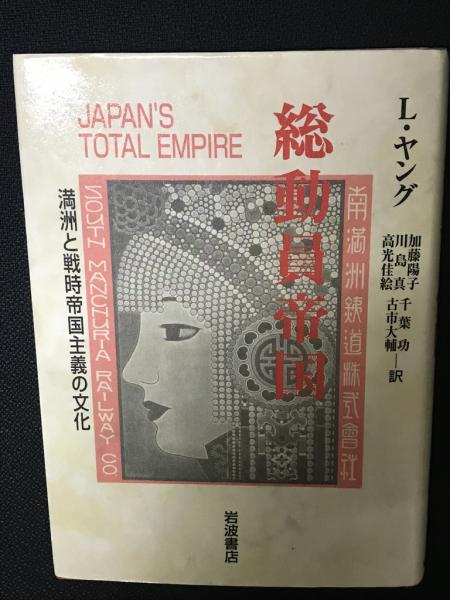 JAPAN'S
TOTAL EMPIRE
総動員帝国
満洲と戦時帝国主義の文化
L・ヤング
加藤陽子
川島真
高光佳絵
千葉功
古市大輔
—訳
SOUTH MANCHURIA RAILWAY CO.
南滿洲鉄道株式會社
岩波書店